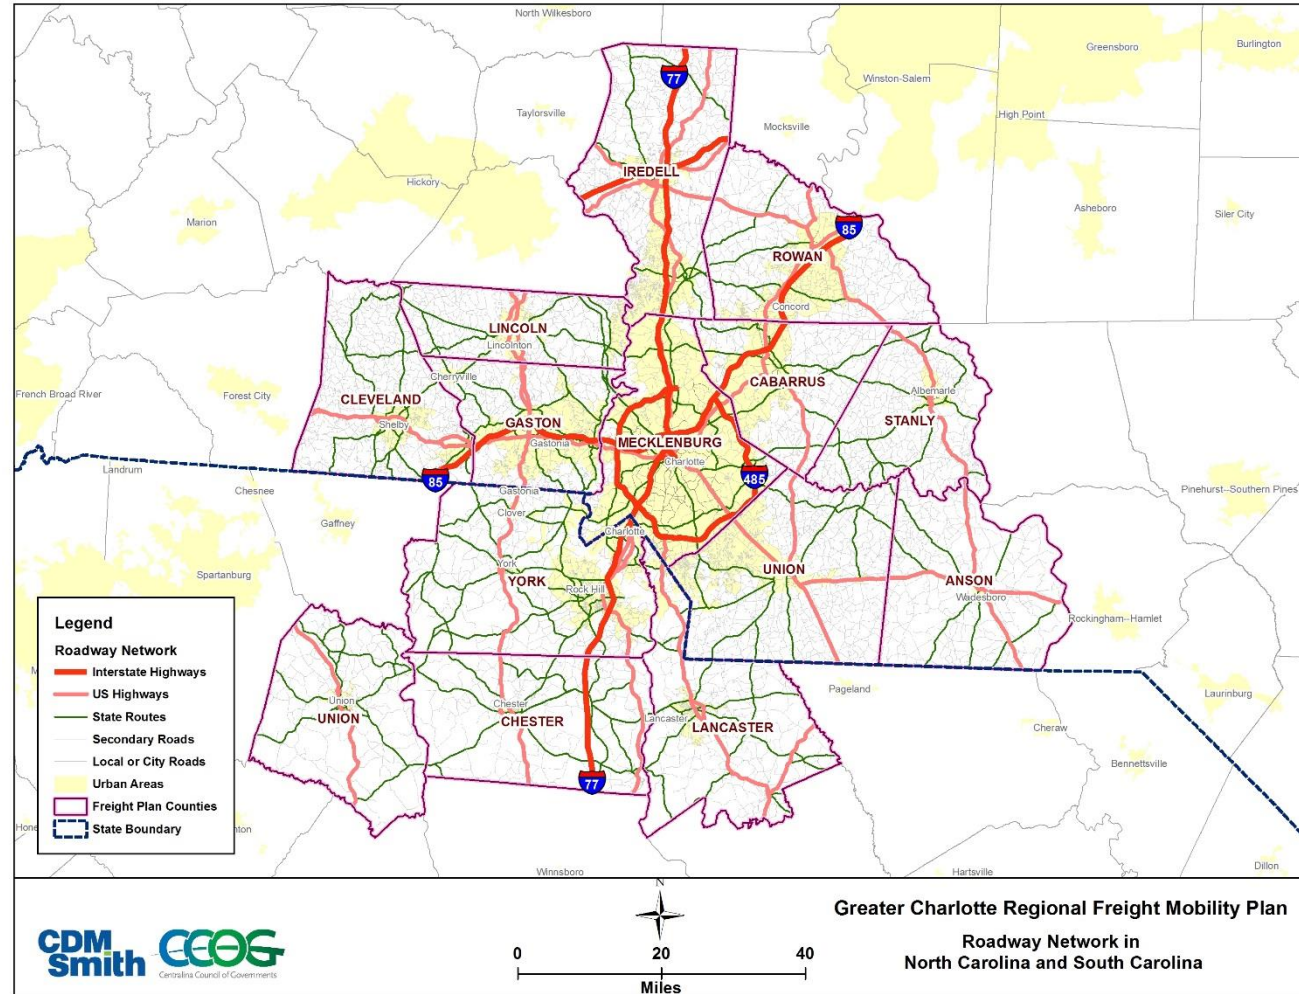 North Wilkesboro
Greensboro
Burlington
Winston-Salem
77
Taylorsville
High Point
Mocksville
IREDELL
Hickory
Asheboro
Siler City
Marion
85
ROWAN
Concord
LINCOLN
Lincolnton
Cherryville
CABARRUS
French Broad River
Forest City
CLEVELAND
Albemarle
Shelby
GASTON
STANLY
Gastonia
MECKLENBURG
Charlotte
Landrum
85
485
Chesnee
Gastonia
Pinehurst--Southern Pines
Clover
Gaffney
Charlotte
York
UNION
Spartanburg
YORK
ANSON
Rock Hill
Wadesboro
Rockingham--Hamlet
Pageland
Laurinburg
Union
UNION
Chester
CHESTER
Lancaster
LANCASTER
Cheraw
Bennettsville
77
Winnsboro
Hartsville
Dillon
Legend
Roadway Network
Interstate Highways
US Highways
State Routes
Secondary Roads
Local or City Roads
Urban Areas
Freight Plan Counties
State Boundary
CDM
Smith
CCOG
Centralina Council of Governments
N
0 20 40
Miles
Greater Charlotte Regional Freight Mobility Plan
Roadway Network in
North Carolina and South Carolina